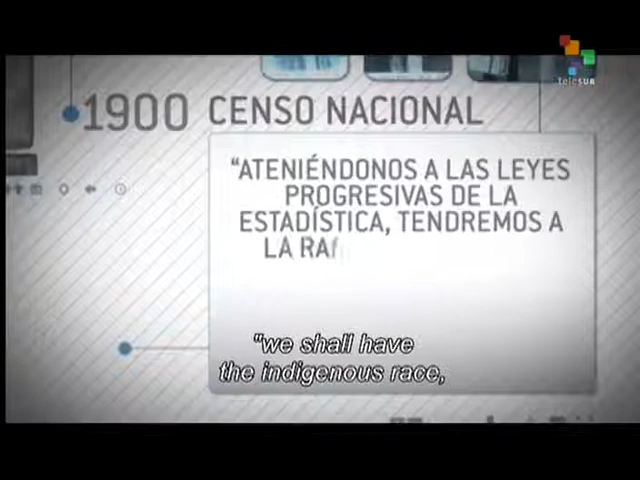 teleSUR
1900 CENSO NACIONAL
“ATENIÉNDONOS A LAS LEYES
PROGRESIVAS DE LA
ESTADÍSTICA, TENDREMOS A
LA RA
"we shall have
the indigenous race,